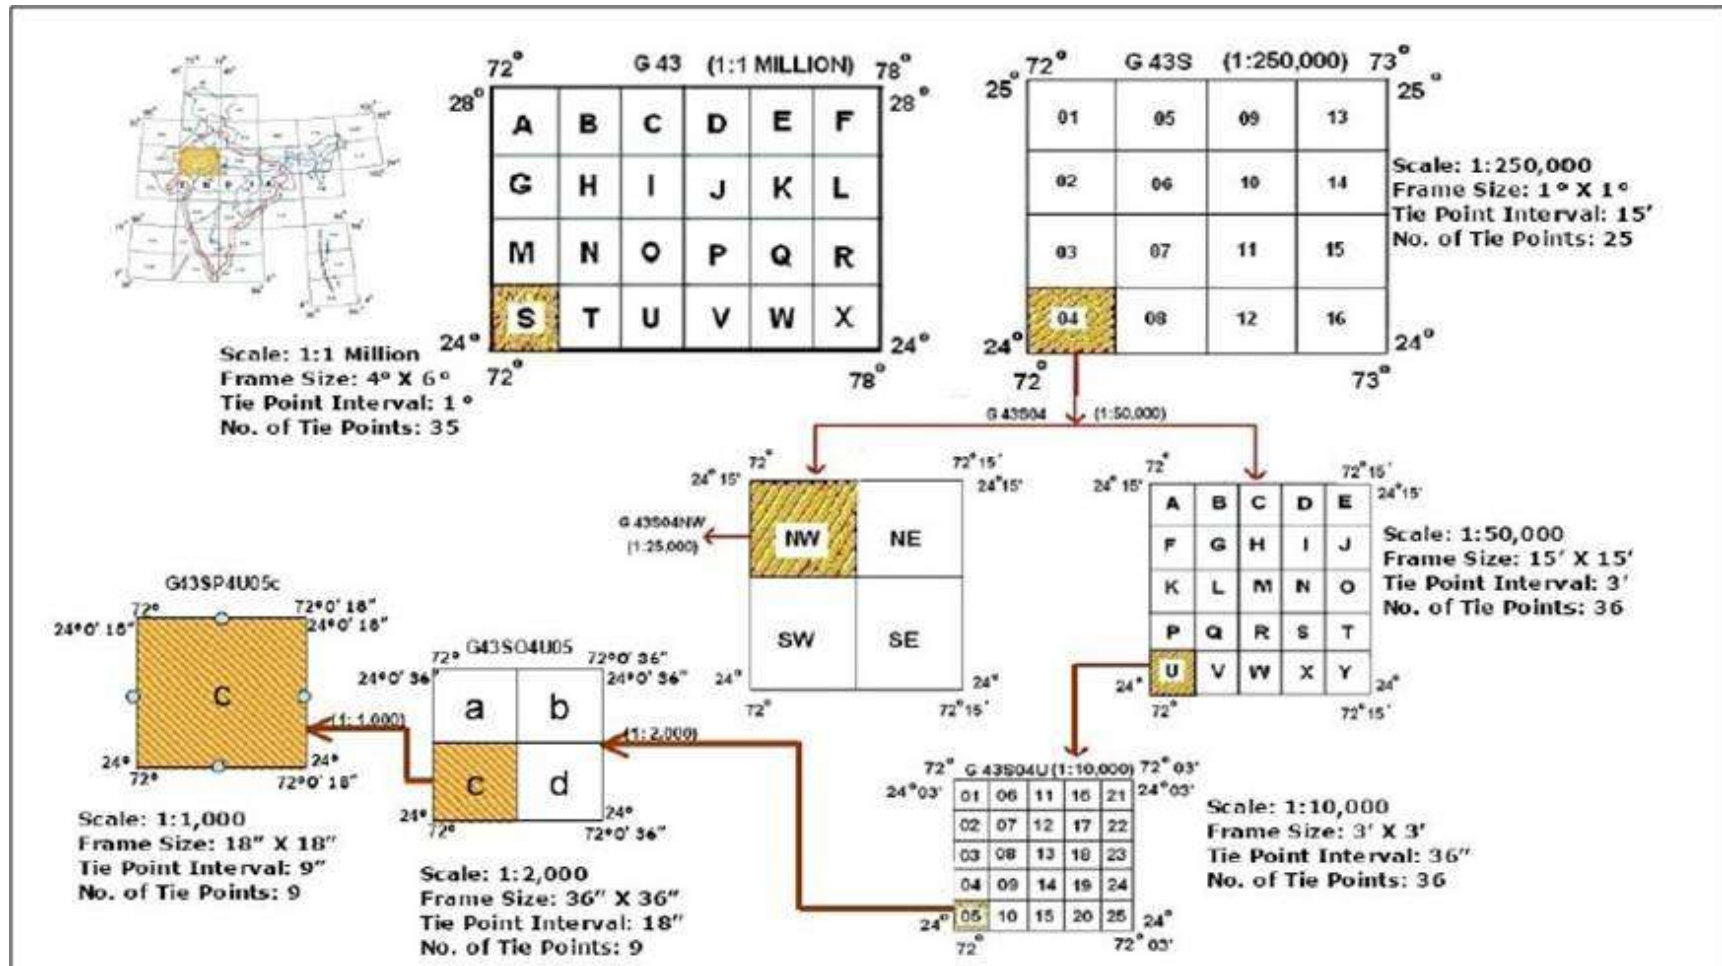 G 43 (1:1 MILLION)
72° 78°
28° 28°
A B C D E F
G H I J K L
M N O P Q R
S T U V W X
24° 24°
72° 78°
Scale: 1:1 Million
Frame Size: 4° X 6°
Tie Point Interval: 1°
No. of Tie Points: 35
72° G 43S (1:250,000) 73°
25° 25°
01 05 09 13
02 06 10 14
03 07 11 15
04 08 12 16
24° 24°
72° 73°
Scale: 1:250,000
Frame Size: 1° X 1°
Tie Point Interval: 15'
No. of Tie Points: 25
G 43S04 (1:50,000)
72° 72°15'
24°15' 24°15'
NW NE
SW SE
24° 24°
72° 72°15'
G 43S04NW
(1:25,000)
72° 72°15'
24°15' 24°15'
A B C D E
F G H I J
K L M N O
P Q R S T
U V W X Y
24° 24°
72° 72°15'
Scale: 1:50,000
Frame Size: 15' X 15'
Tie Point Interval: 3'
No. of Tie Points: 36
72° G 43S04U(1:10,000) 72°03'
24°03' 24°03'
01 06 11 16 21
02 07 12 17 22
03 08 13 18 23
04 09 14 19 24
05 10 15 20 25
24° 24°
72° 72°03'
Scale: 1:10,000
Frame Size: 3' X 3'
Tie Point Interval: 36"
No. of Tie Points: 36
(1: 2,000)
G43SO4U05
72° 72°0' 36"
24°0' 36" 24°0' 36"
a b
c d
24° 24°
72° 72°0' 36"
Scale: 1:2,000
Frame Size: 36" X 36"
Tie Point Interval: 18"
No. of Tie Points: 9
(1: 1,000)
G43SP4U05c
72° 72°0' 18"
24°0' 18" 24°0' 18"
c
24° 24°
72° 72°0' 18"
Scale: 1:1,000
Frame Size: 18" X 18"
Tie Point Interval: 9"
No. of Tie Points: 9